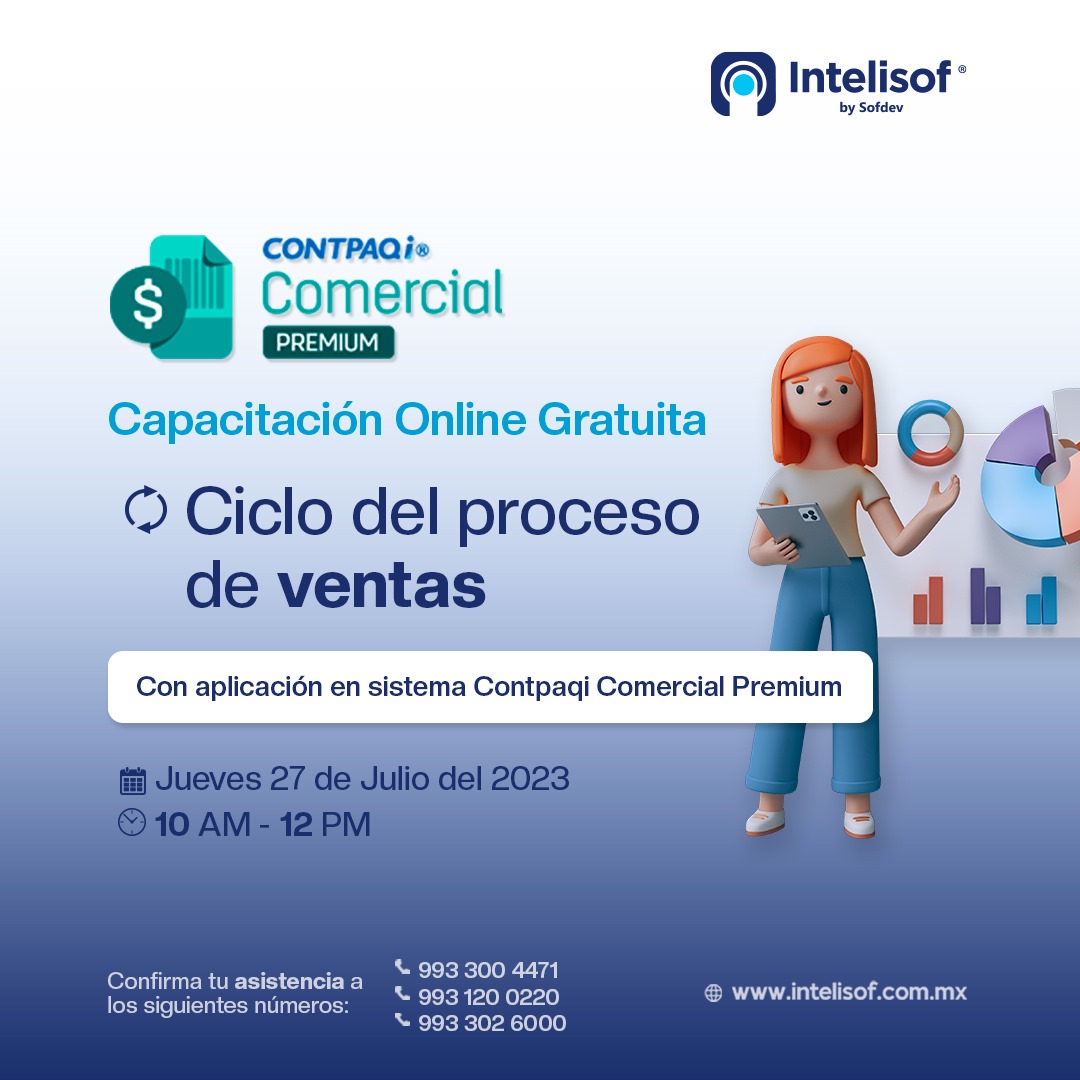 Intelisof ®
by Sofdev
$
CONTPAQi®
Comercial
PREMIUM
Capacitación Online Gratuita
Ciclo del proceso
de ventas
Con aplicación en sistema Contpaqi Comercial Premium
Jueves 27 de Julio del 2023
10 AM - 12 PM
Confirma tu asistencia a
los siguientes números:
993 300 4471
993 120 0220
993 302 6000
www.intelisof.com.mx